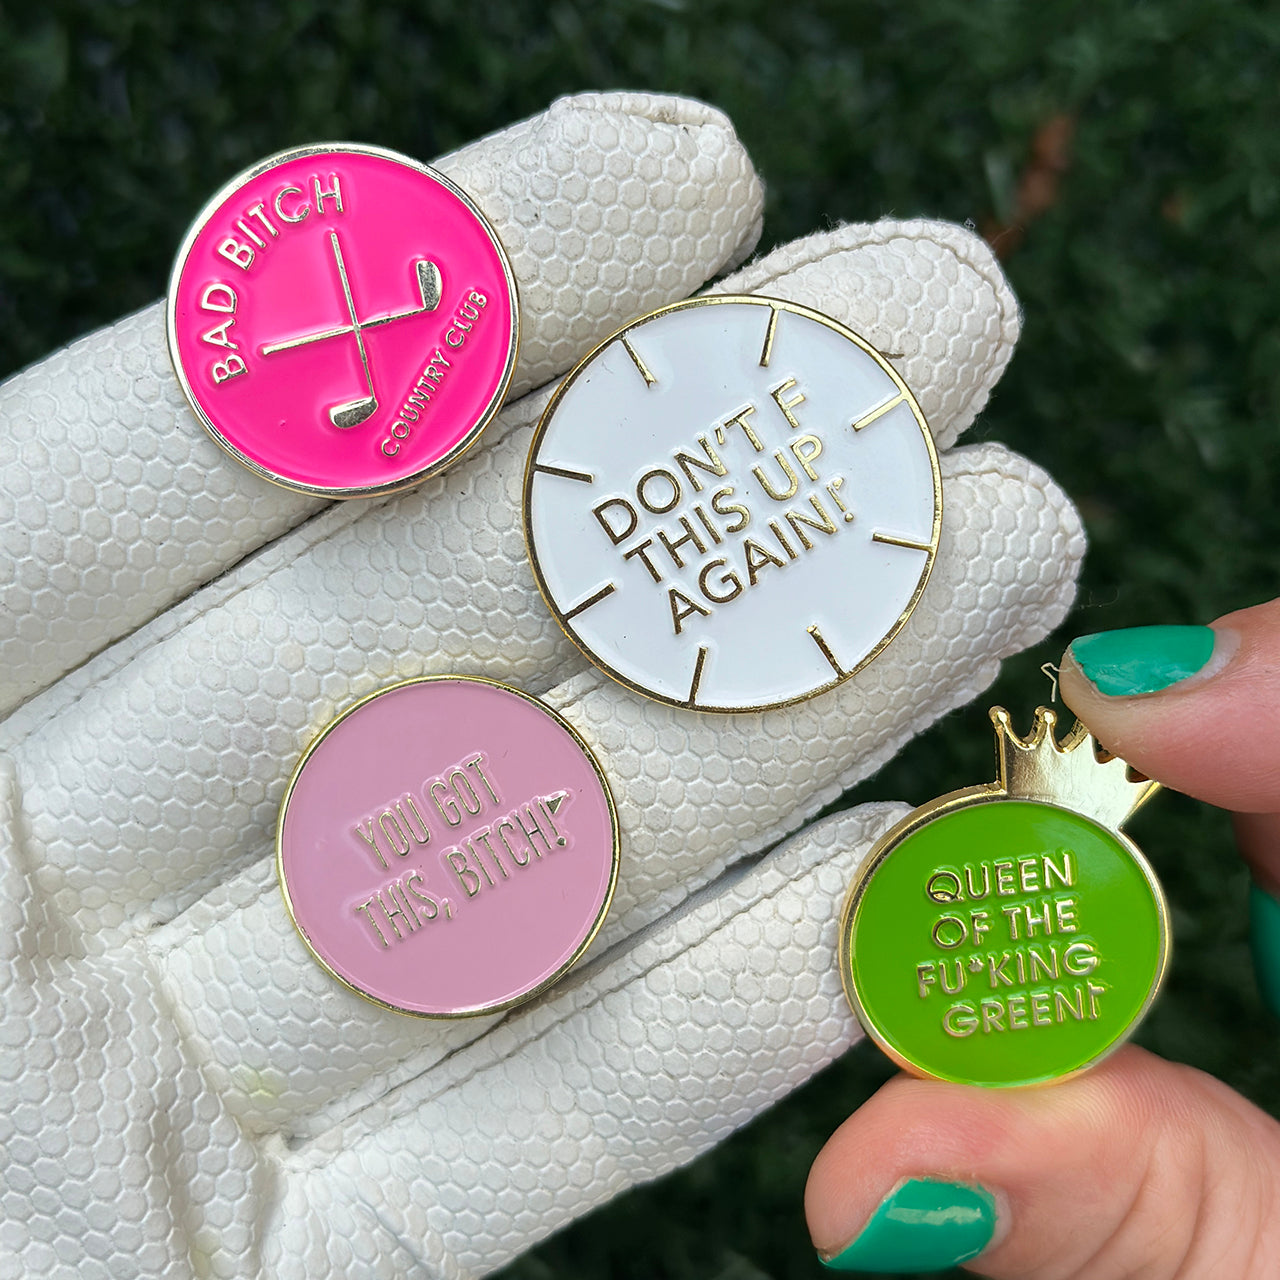 BAD BITCH
COUNTRY CLUB
DON'T F
THIS UP
AGAIN!
YOU GOT
THIS, BITCH!
QUEEN
OF THE
FU*KING
GREEN!